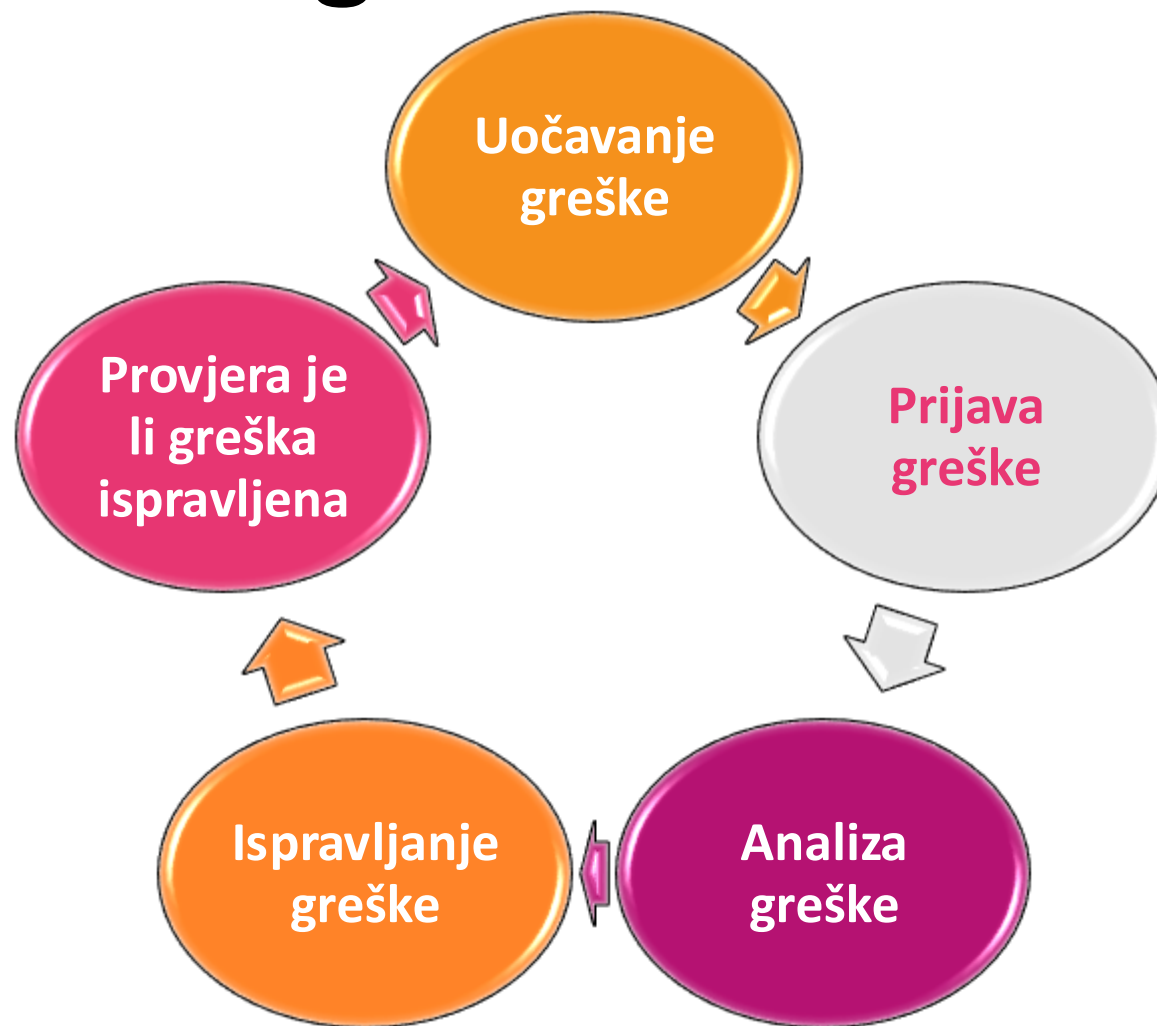 Uočavanje
greške
Prijava
greške
Analiza
greške
Ispravljanje
greške
Provjera je
li greška
ispravljena